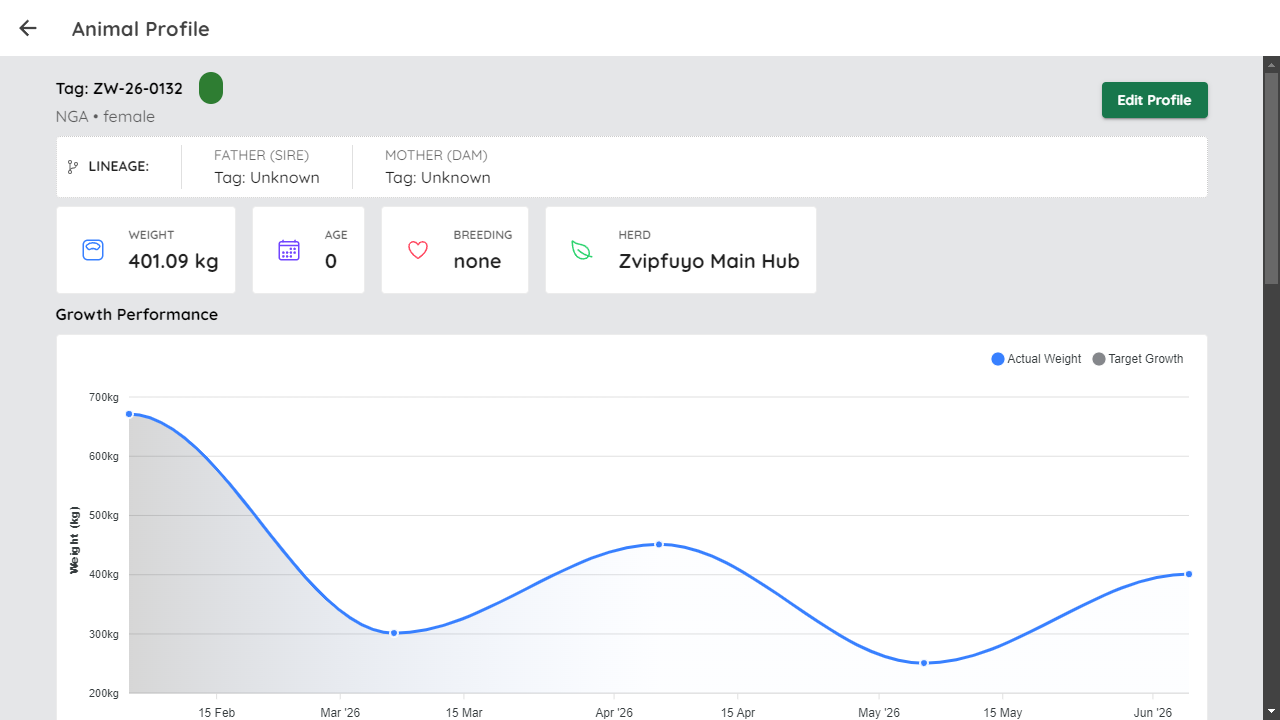 Animal Profile
Tag: ZW-26-0132
NGA • female
Edit Profile
LINEAGE:
FATHER (SIRE)
Tag: Unknown
MOTHER (DAM)
Tag: Unknown
WEIGHT
401.09 kg
AGE
0
BREEDING
none
HERD
Zvipfuyo Main Hub
Growth Performance
Actual Weight
Target Growth
Weight (kg)
700kg
600kg
500kg
400kg
300kg
200kg
15 Feb
Mar '26
15 Mar
Apr '26
15 Apr
May '26
15 May
Jun '26